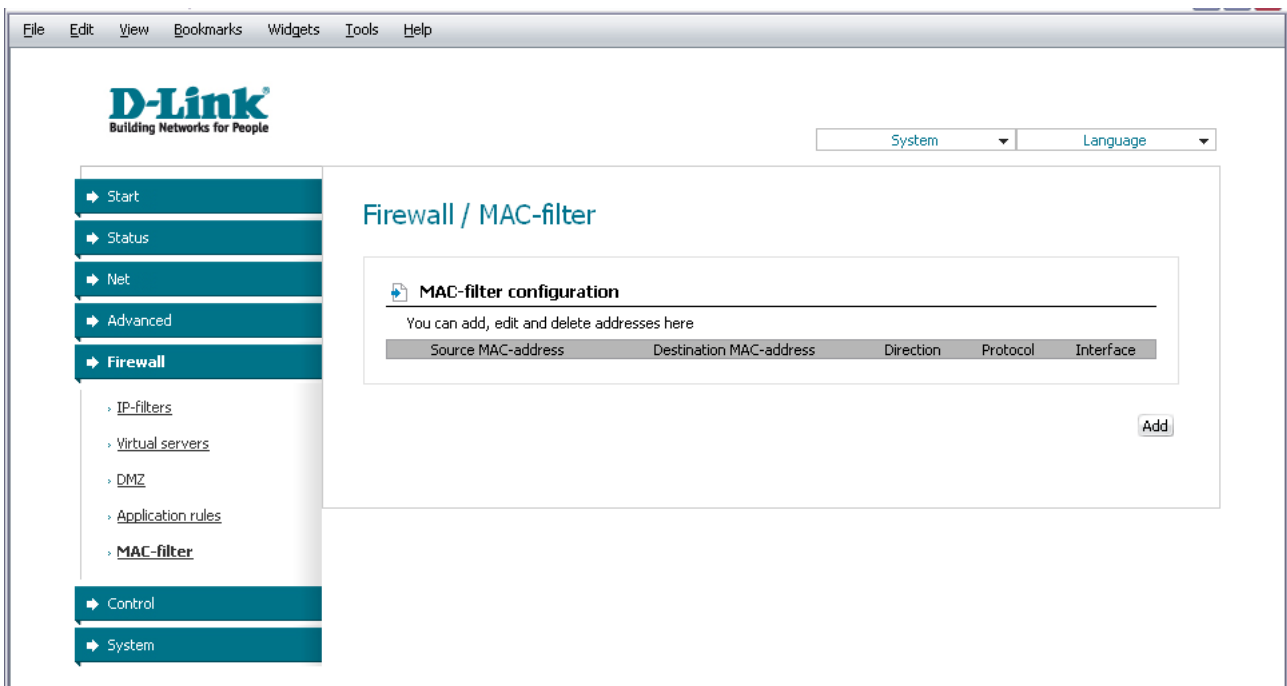 File Edit View Bookmarks Widgets Tools Help
D-Link®
Building Networks for People
System Language
Start
Status
Net
Advanced
Firewall
IP-filters
Virtual servers
DMZ
Application rules
MAC-filter
Control
System
Firewall / MAC-filter
MAC-filter configuration
You can add, edit and delete addresses here
Source MAC-address Destination MAC-address Direction Protocol Interface
Add